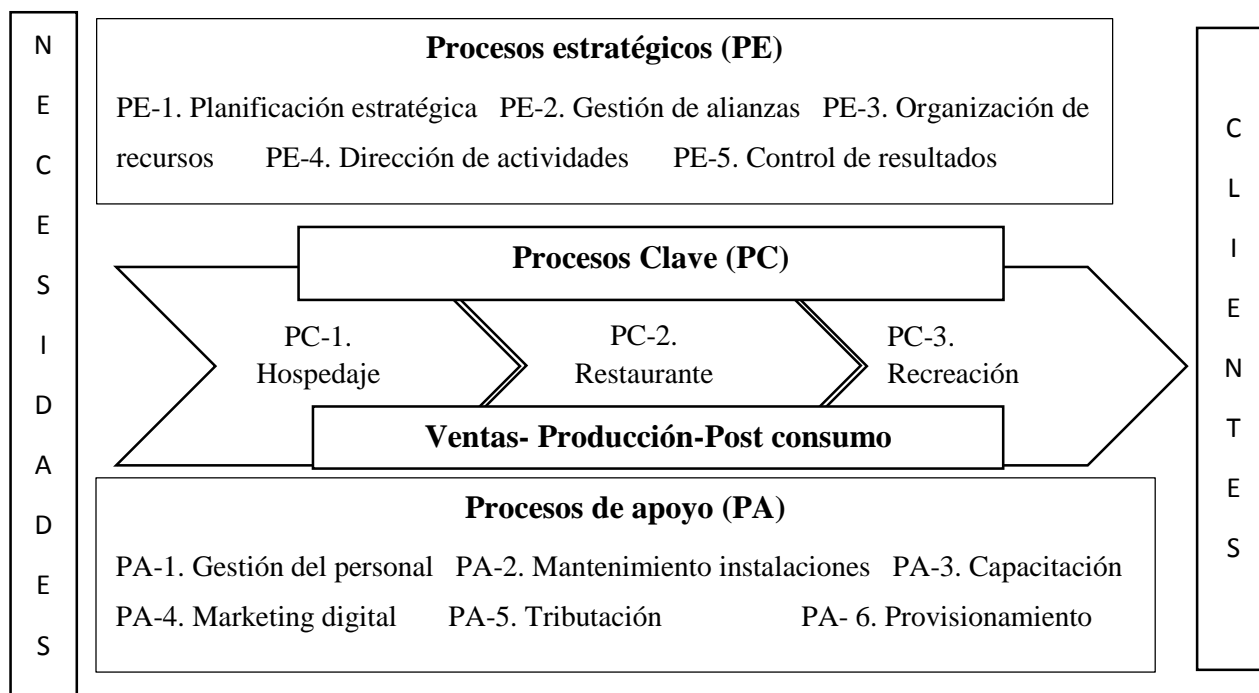 NECESIDADES
Procesos estratégicos (PE)
PE-1. Planificación estratégica PE-2. Gestión de alianzas PE-3. Organización de
recursos PE-4. Dirección de actividades PE-5. Control de resultados
Procesos Clave (PC)
PC-1.
Hospedaje
PC-2.
Restaurante
PC-3.
Recreación
Ventas- Producción-Post consumo
Procesos de apoyo (PA)
PA-1. Gestión del personal PA-2. Mantenimiento instalaciones PA-3. Capacitación
PA-4. Marketing digital PA-5. Tributación PA- 6. Provisionamiento
CLIENTES